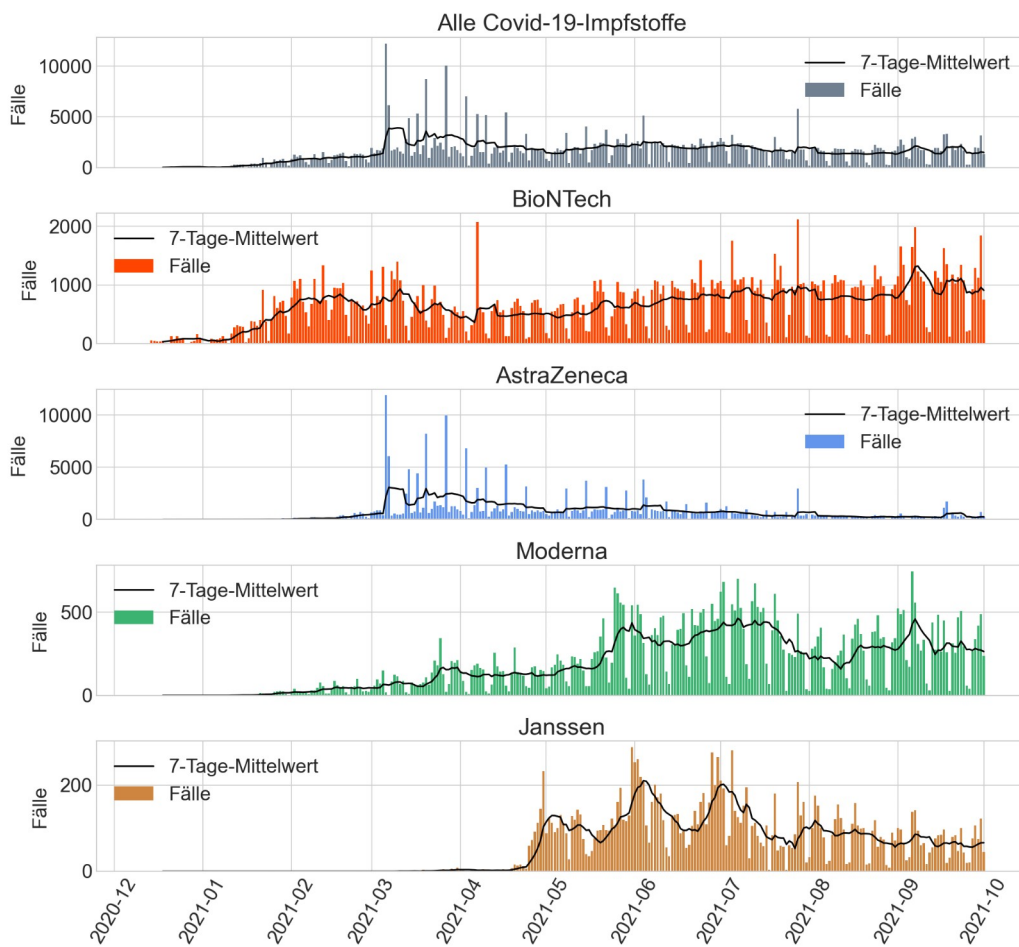 Alle Covid-19-Impfstoffe
10000
5000
0
Fälle
7-Tage-Mittelwert
Fälle
BioNTech
2000
1000
0
Fälle
7-Tage-Mittelwert
Fälle
AstraZeneca
10000
5000
0
Fälle
7-Tage-Mittelwert
Fälle
Moderna
500
0
Fälle
7-Tage-Mittelwert
Fälle
Janssen
200
0
Fälle
7-Tage-Mittelwert
Fälle
2020-12
2021-01
2021-02
2021-03
2021-04
2021-05
2021-06
2021-07
2021-08
2021-09
2021-10